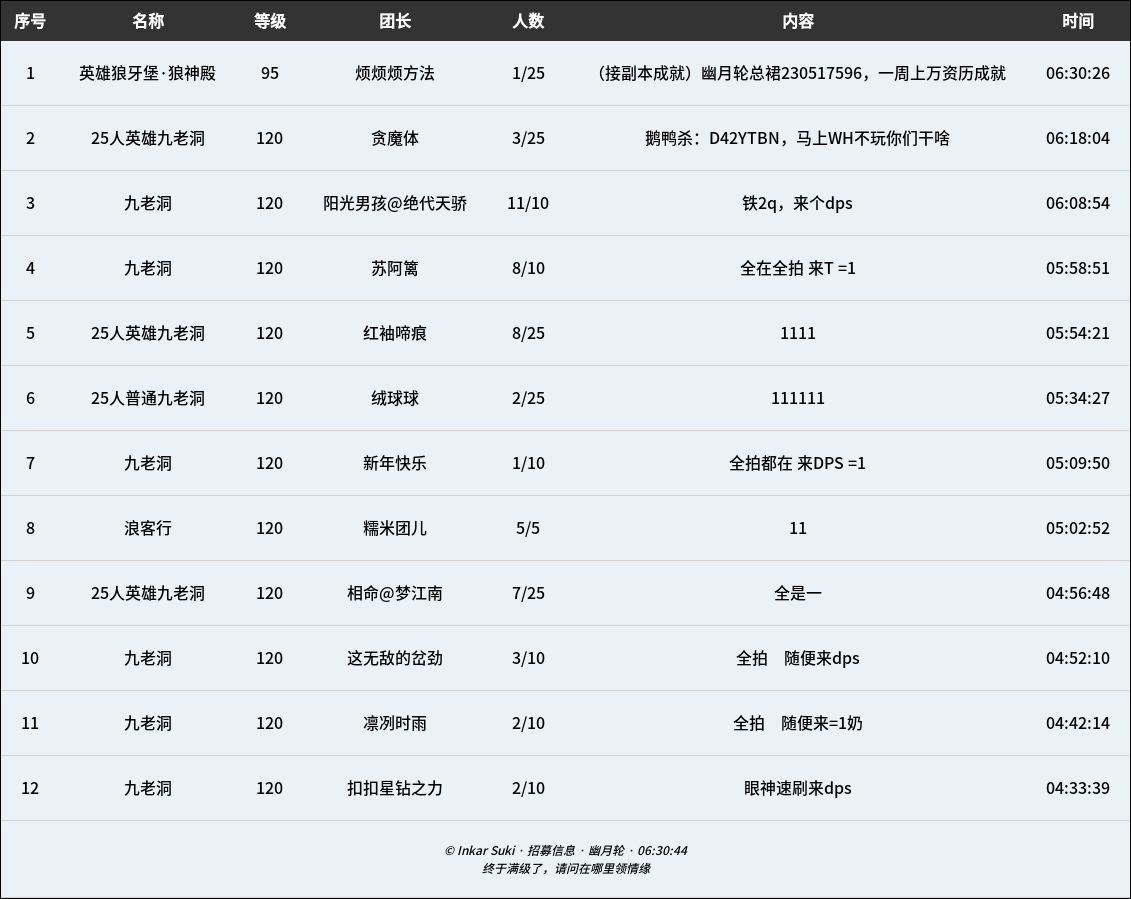 序号 名称 等级 团长 人数 内容 时间
1 英雄狼牙堡·狼神殿 95 烦烦烦方法 1/25 （接副本成就）幽月轮总裙230517596，一周上万资历成就 06:30:26
2 25人英雄九老洞 120 贪魔体 3/25 鹅鸭杀：D42YTBN，马上WH不玩你们干啥 06:18:04
3 九老洞 120 阳光男孩@绝代天骄 11/10 铁2q，来个dps 06:08:54
4 九老洞 120 苏阿篱 8/10 全在全拍 来T =1 05:58:51
5 25人英雄九老洞 120 红袖啼痕 8/25 1111 05:54:21
6 25人普通九老洞 120 绒球球 2/25 111111 05:34:27
7 九老洞 120 新年快乐 1/10 全拍都在 来DPS =1 05:09:50
8 浪客行 120 糯米团儿 5/5 11 05:02:52
9 25人英雄九老洞 120 相命@梦江南 7/25 全是一 04:56:48
10 九老洞 120 这无敌的岔劲 3/10 全拍　随便来dps 04:52:10
11 九老洞 120 凛冽时雨 2/10 全拍　随便来=1奶 04:42:14
12 九老洞 120 扣扣星钻之力 2/10 眼神速刷来dps 04:33:39
© Inkar Suki · 招募信息 · 幽月轮 · 06:30:44
终于满级了，请问在哪里领情缘